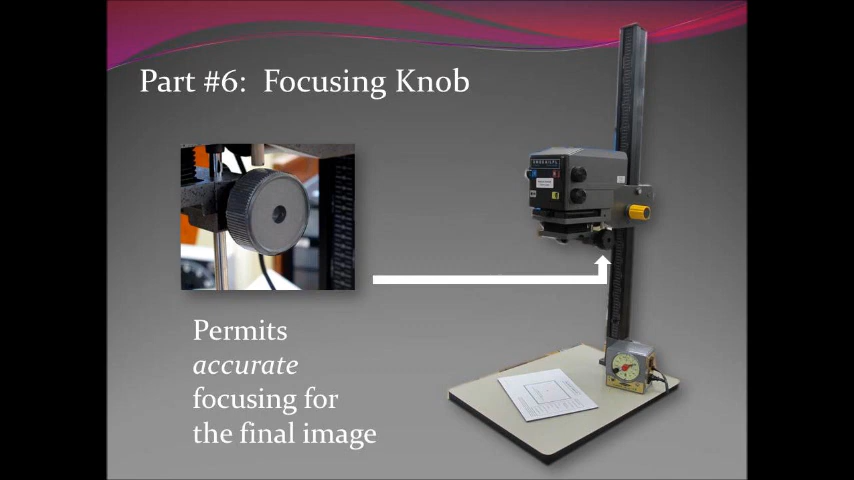 Part #6:  Focusing Knob
Permits
accurate
focusing for
the final image